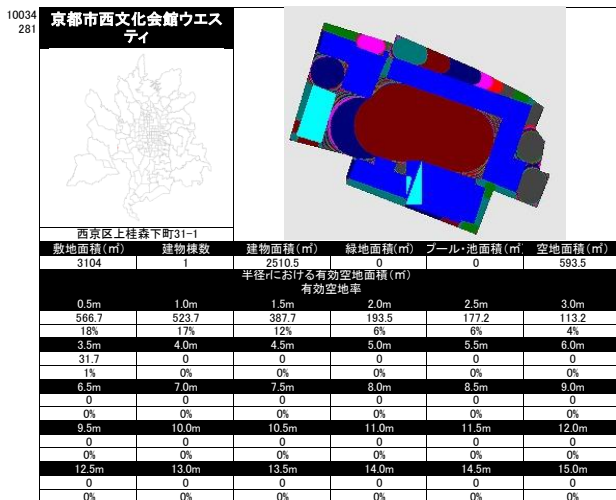 10034
281
京都市西文化会館ウエス
ティ
西京区上桂森下町31-1
敷地面積(㎡) 建物棟数 建物面積(㎡) 緑地面積(㎡) プール・池面積(㎡) 空地面積(㎡)
3104 1 2510.5 0 0 593.5
半径rにおける有効空地面積(㎡)
有効空地率
0.5m 1.0m 1.5m 2.0m 2.5m 3.0m
566.7 523.7 387.7 193.5 177.2 113.2
18% 17% 12% 6% 6% 4%
3.5m 4.0m 4.5m 5.0m 5.5m 6.0m
31.7 0 0 0 0 0
1% 0% 0% 0% 0% 0%
6.5m 7.0m 7.5m 8.0m 8.5m 9.0m
0 0 0 0 0 0
0% 0% 0% 0% 0% 0%
9.5m 10.0m 10.5m 11.0m 11.5m 12.0m
0 0 0 0 0 0
0% 0% 0% 0% 0% 0%
12.5m 13.0m 13.5m 14.0m 14.5m 15.0m
0 0 0 0 0 0
0% 0% 0% 0% 0% 0%